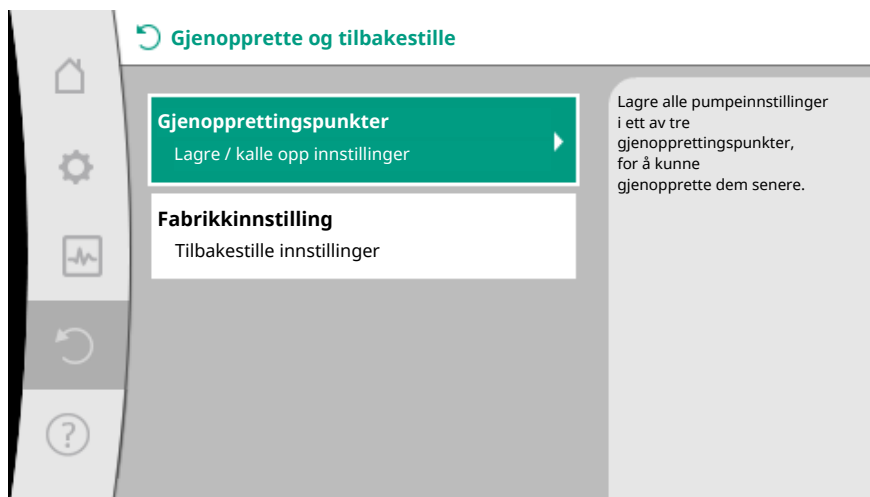 Gjenopprette og tilbakestille
Gjenopprettingspunkter
Lagre / kalle opp innstillinger
Fabrikkinnstilling
Tilbakestille innstillinger
Lagre alle pumpeinnstillinger
i ett av tre
gjenopprettingspunkter,
for å kunne
gjenopprette dem senere.
?